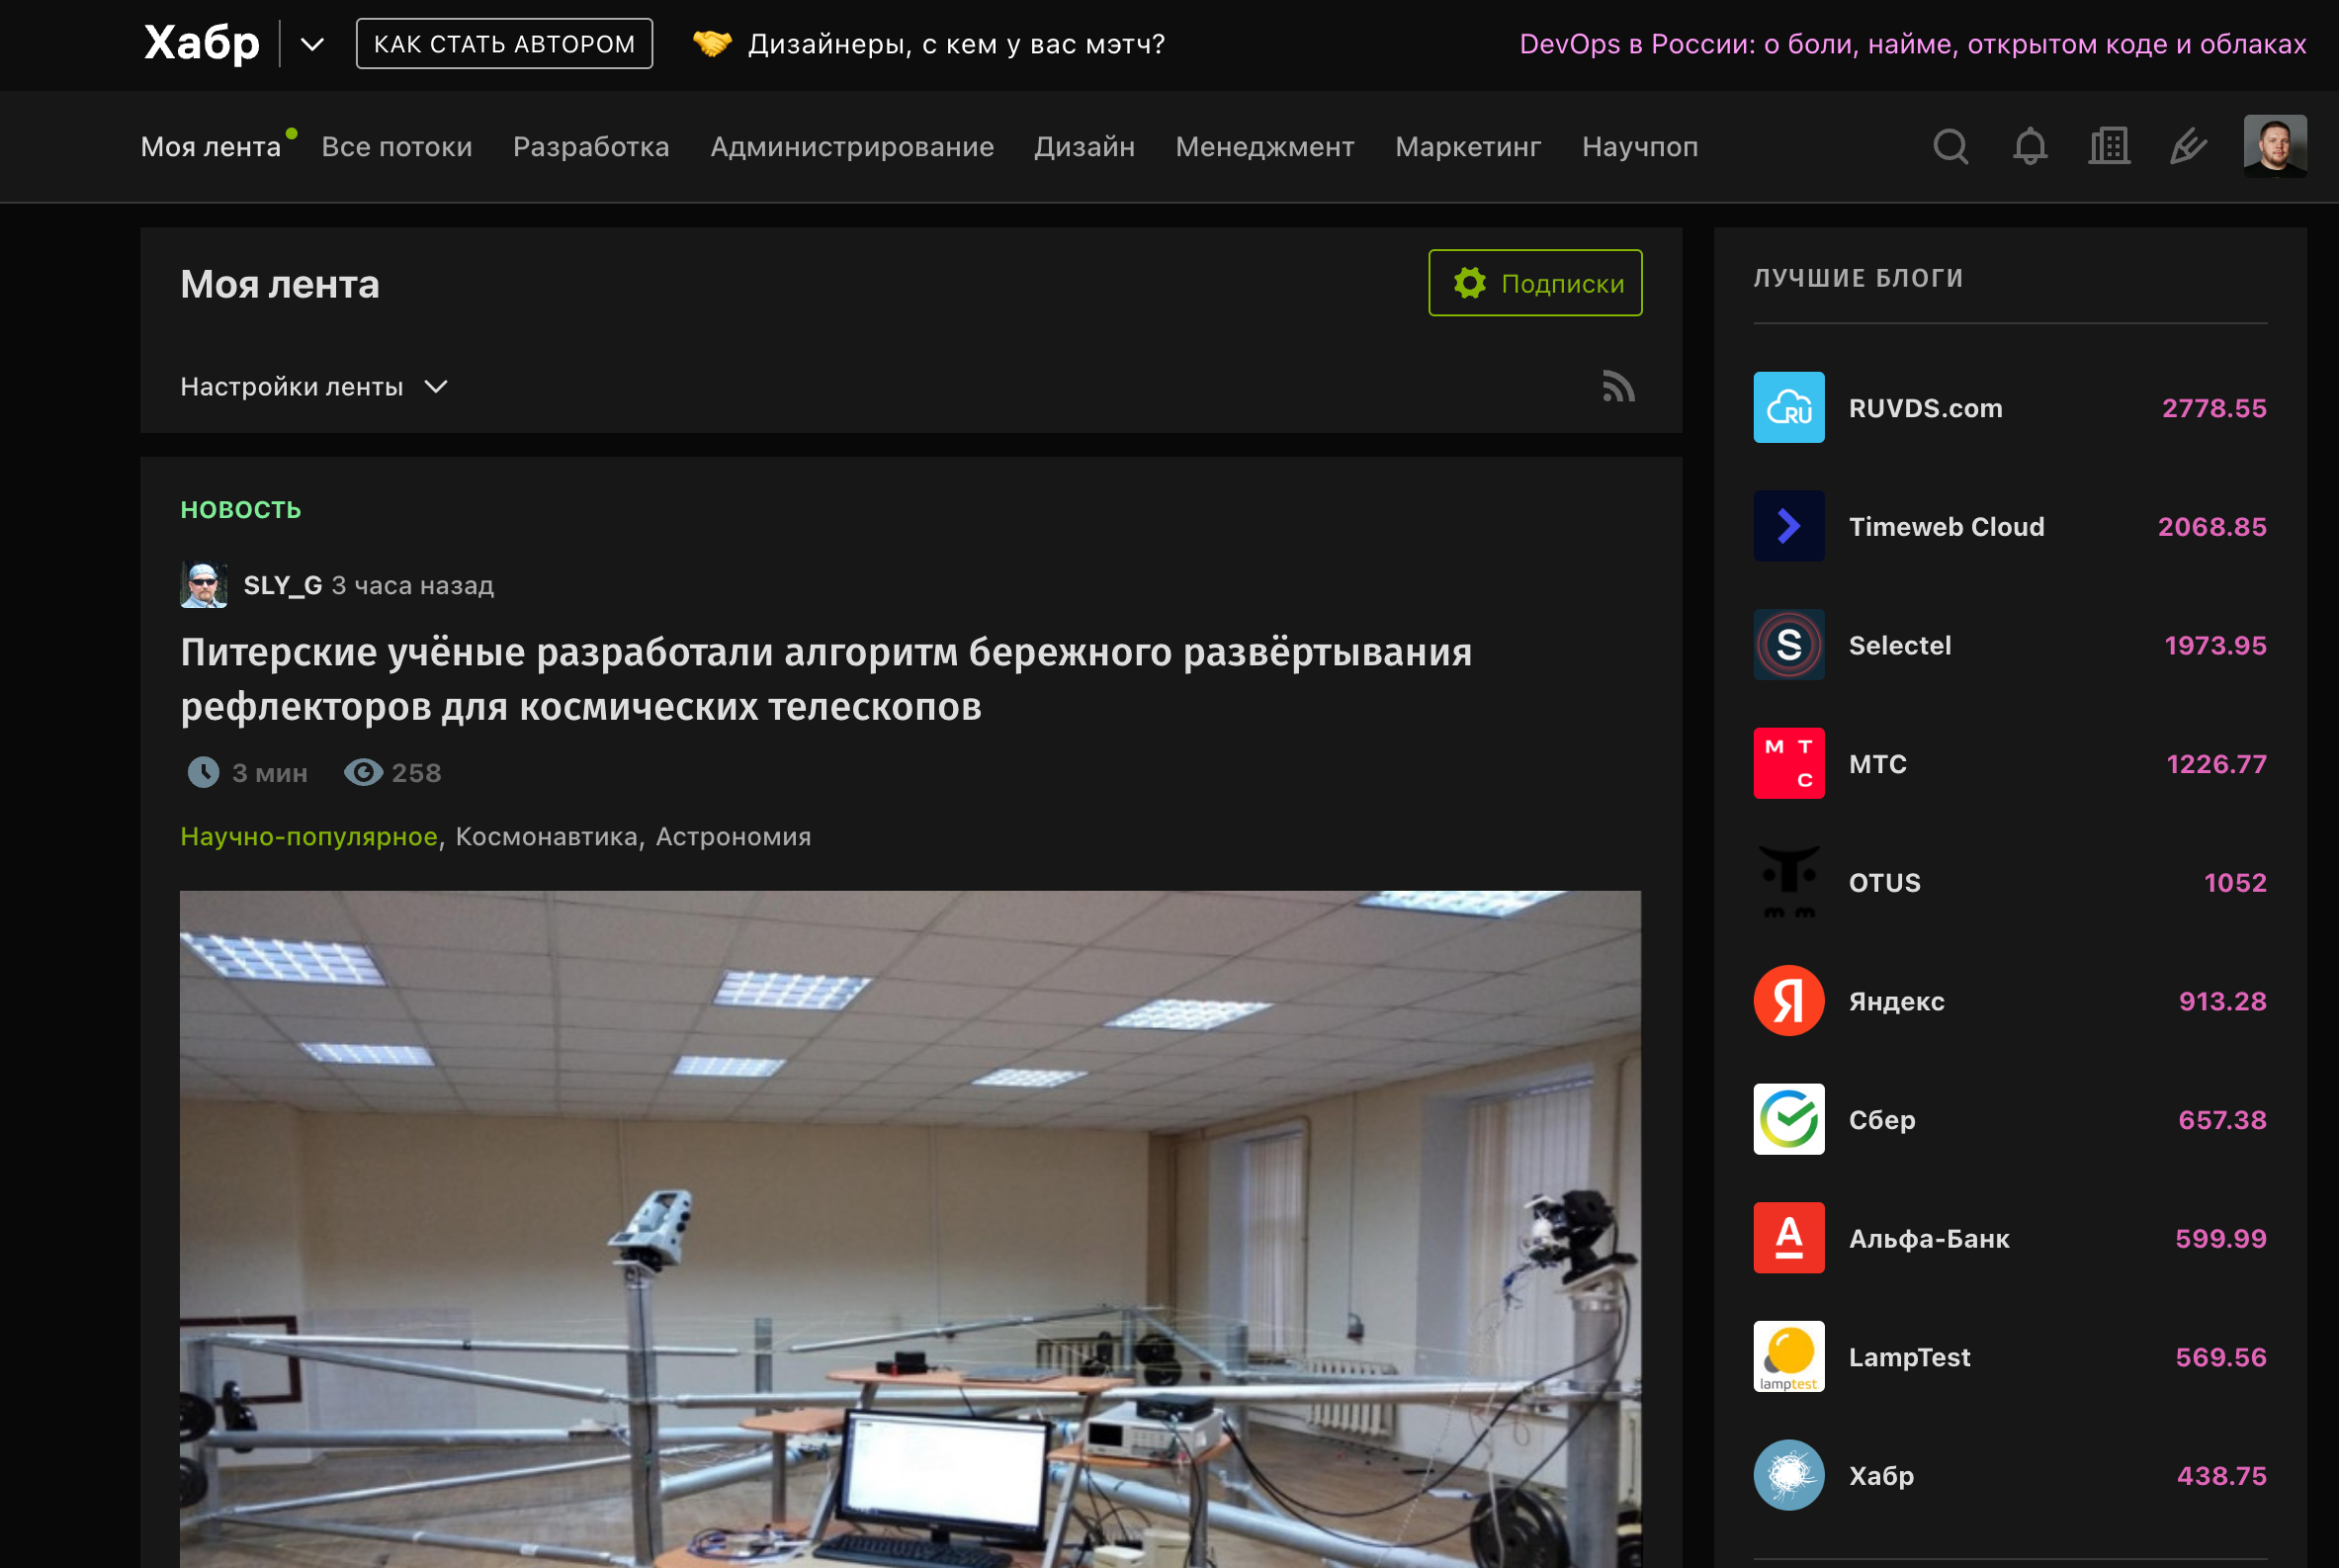 Хабр
КАК СТАТЬ АВТОРОМ
Дизайнеры, с кем у вас мэтч?
DevOps в России: о боли, найме, открытом коде и облаках
Моя лента
Все потоки
Разработка
Администрирование
Дизайн
Менеджмент
Маркетинг
Научпоп
Моя лента
Подписки
Настройки ленты
НОВОСТЬ
SLY_G 3 часа назад
Питерские учёные разработали алгоритм бережного развёртывания
рефлекторов для космических телескопов
3 мин 258
Научно-популярное, Космонавтика, Астрономия
ЛУЧШИЕ БЛОГИ
RU RUVDS.com 2778.55
Timeweb Cloud 2068.85
S Selectel 1973.95
М Т С МТС 1226.77
OTUS 1052
Я Яндекс 913.28
Сбер 657.38
А Альфа-Банк 599.99
lamptest LampTest 569.56
Хабр 438.75